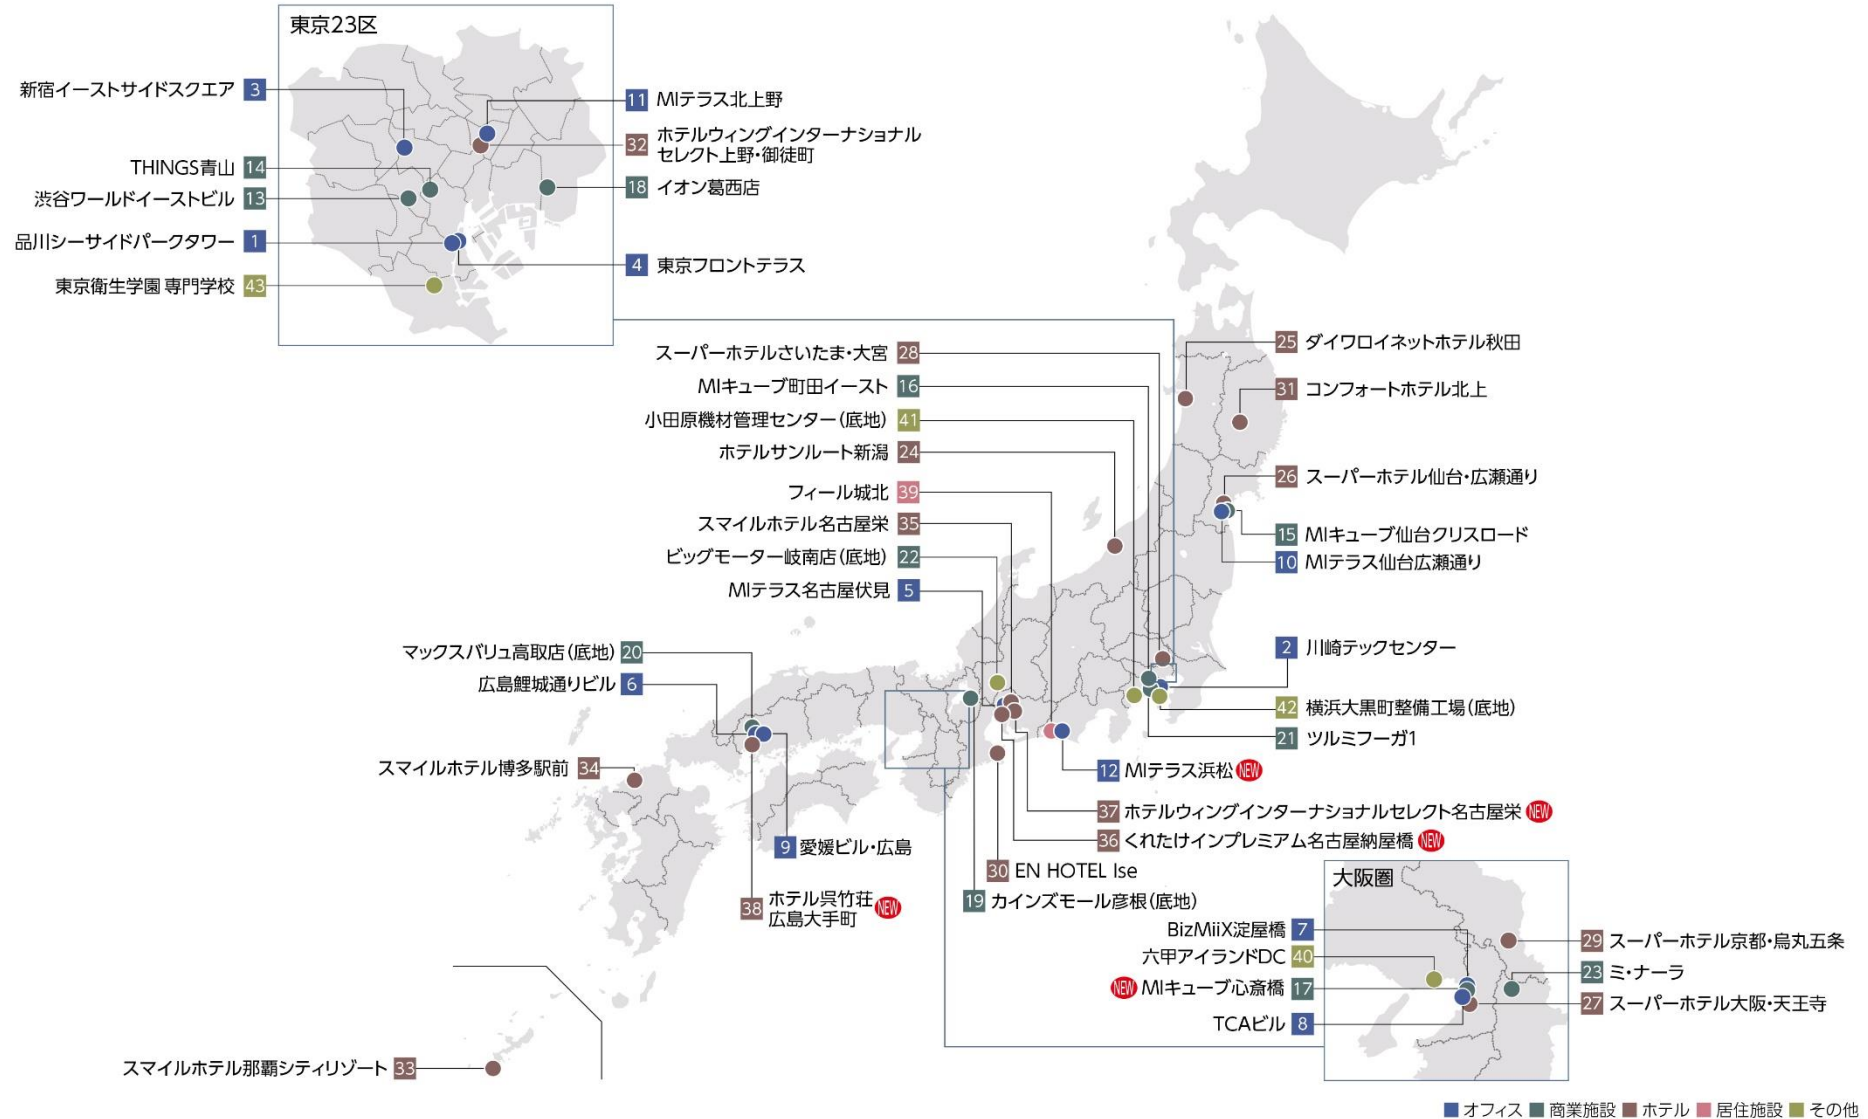 東京23区
新宿イーストサイドスクエア 3
THINGS青山 14
渋谷ワールドイーストビル 13
品川シーサイドパークタワー 1
東京衛生学園 専門学校 43
11 MIテラス北上野
32 ホテルウィングインターナショナル
セレクト上野・御徒町
18 イオン葛西店
4 東京フロントテラス
スーパーホテルさいたま・大宮 28
MIキューブ町田イースト 16
小田原機材管理センター(底地) 41
ホテルサンルート新潟 24
フィール城北 39
スマイルホテル名古屋栄 35
ビッグモーター岐南店(底地) 22
MIテラス名古屋伏見 5
25 ダイワロイネットホテル秋田
31 コンフォートホテル北上
26 スーパーホテル仙台・広瀬通り
15 MIキューブ仙台クリスロード
10 MIテラス仙台広瀬通り
2 川崎テックセンター
42 横浜大黒町整備工場(底地)
21 ツルミフーガ1
マックスバリュ高取店(底地) 20
広島鯉城通りビル 6
スマイルホテル博多駅前 34
9 愛媛ビル・広島
38 ホテル呉竹荘
広島大手町 NEW
12 MIテラス浜松 NEW
37 ホテルウィングインターナショナルセレクト名古屋栄 NEW
36 くれたけインプレミアム名古屋納屋橋 NEW
30 EN HOTEL Ise
19 カインズモール彦根(底地)
大阪圏
BizMiiX淀屋橋 7
六甲アイランドDC 40
NEW MIキューブ心斎橋 17
TCAビル 8
29 スーパーホテル京都・烏丸五条
23 ミ・ナーラ
27 スーパーホテル大阪・天王寺
スマイルホテル那覇シティリゾート 33
オフィス 商業施設 ホテル 居住施設 その他